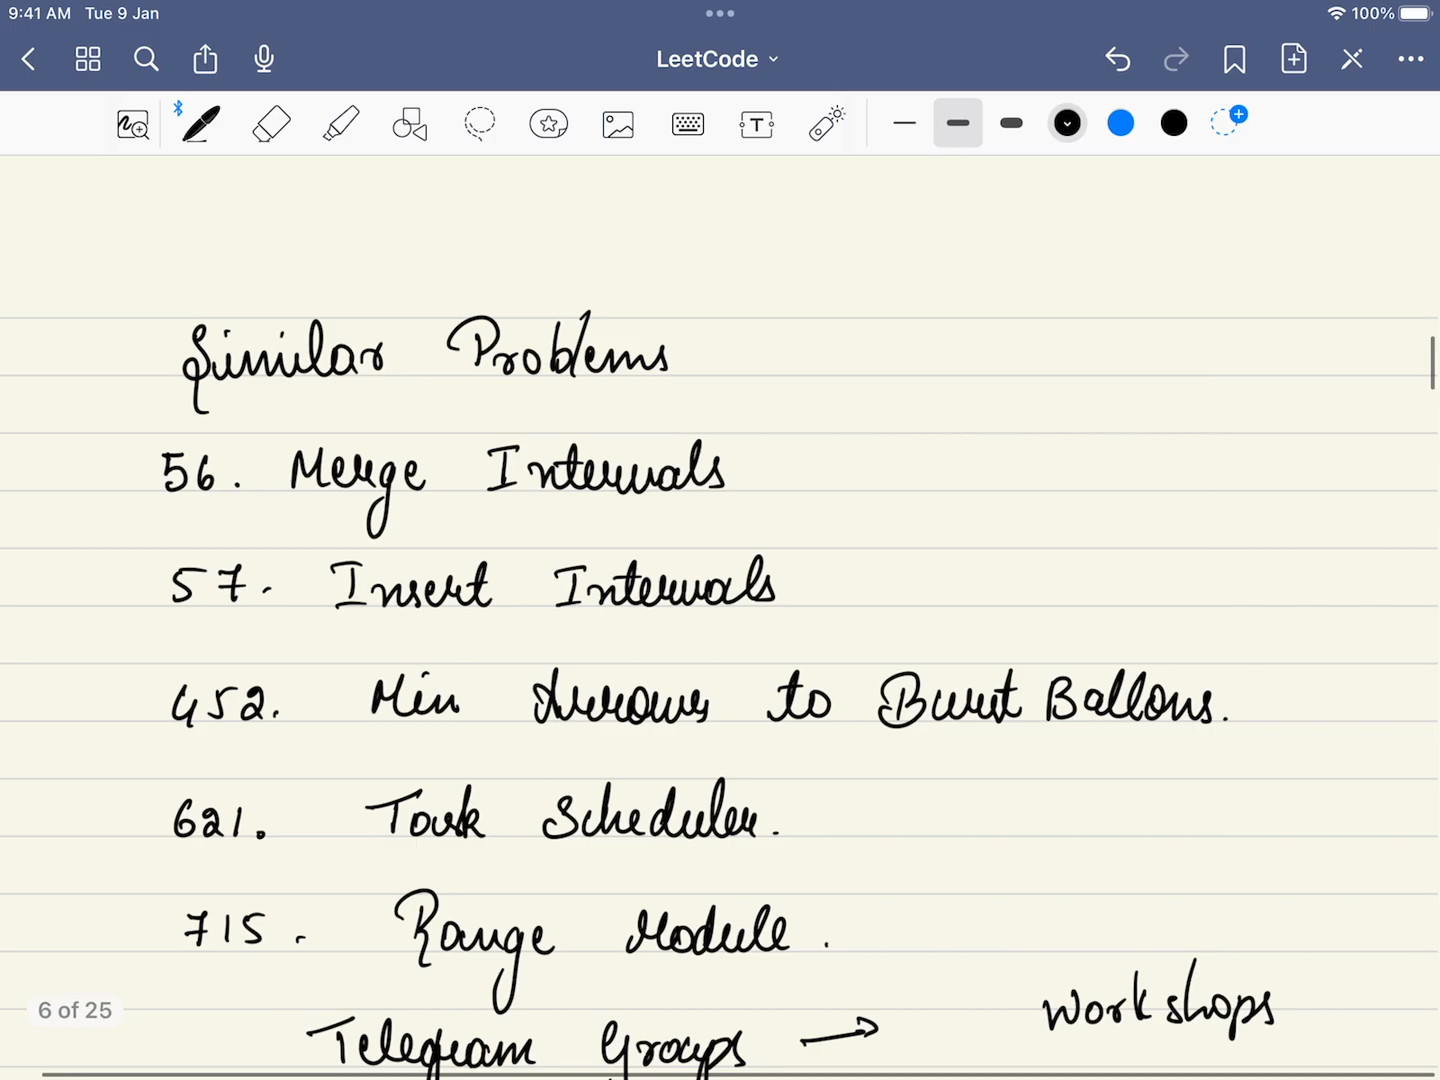 9:41 AM Tue 9 Jan
100%
LeetCode
T
Similar Problems
56. Merge Intervals
57. Insert Intervals
452. Min Arrows to Burst Ballons.
621. Task Scheduler.
715. Range Module.
6 of 25
workshops
Telegram Groups →